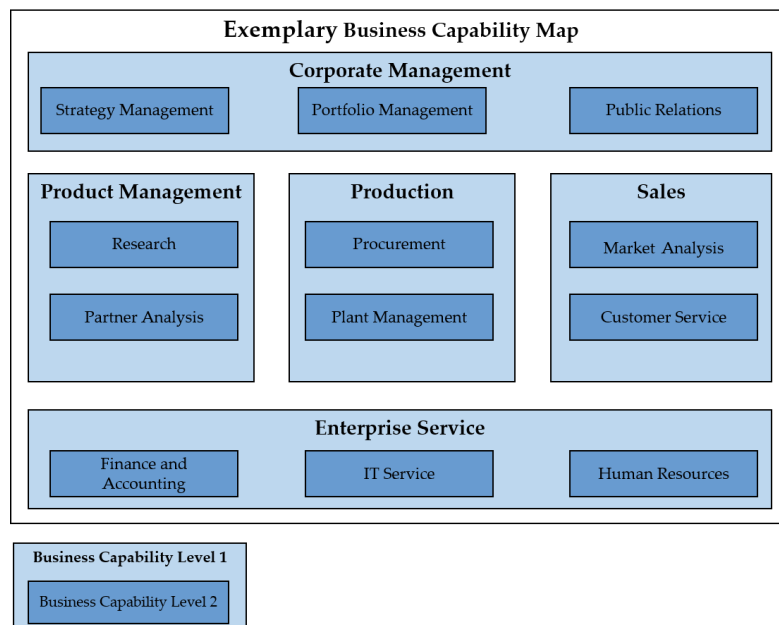 Exemplary Business Capability Map
Corporate Management
Strategy Management
Portfolio Management
Public Relations
Product Management
Research
Partner Analysis
Production
Procurement
Plant Management
Sales
Market Analysis
Customer Service
Enterprise Service
Finance and
Accounting
IT Service
Human Resources
Business Capability Level 1
Business Capability Level 2